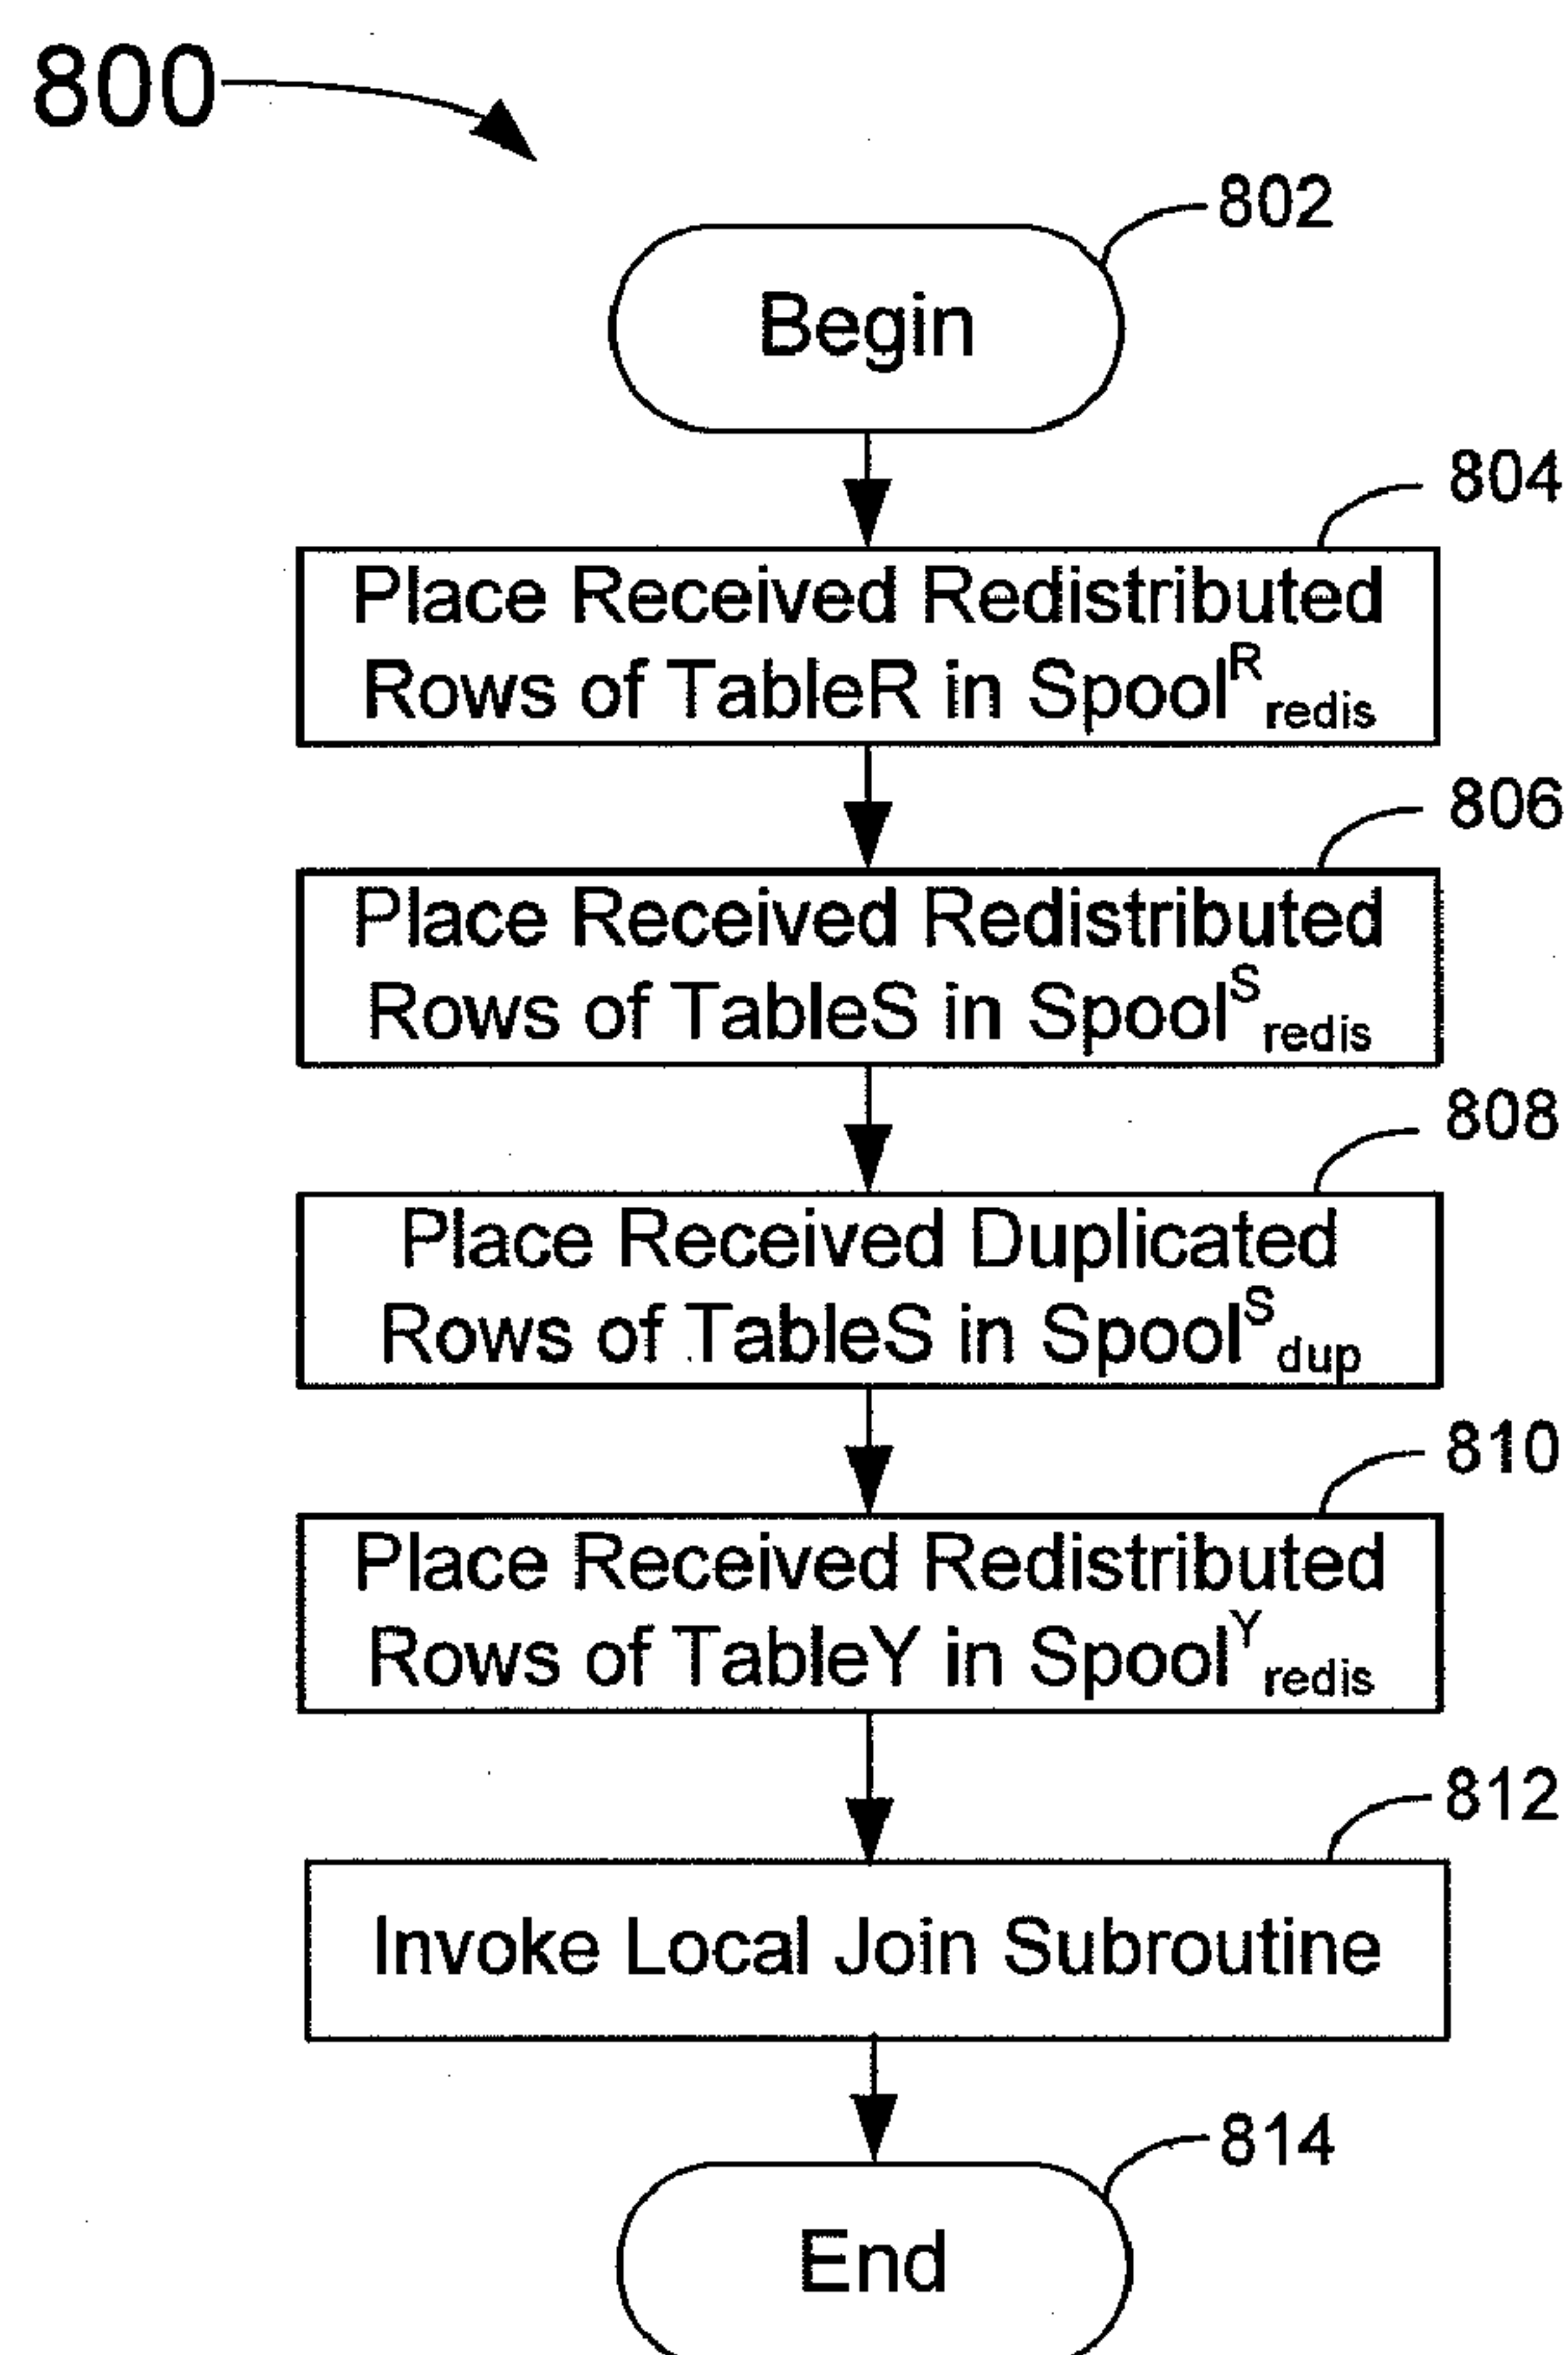 800
802
Begin
804
Place Received Redistributed
Rows of TableR in Spool^R_redis
806
Place Received Redistributed
Rows of TableS in Spool^S_redis
808
Place Received Duplicated
Rows of TableS in Spool^S_dup
810
Place Received Redistributed
Rows of TableY in Spool^Y_redis
812
Invoke Local Join Subroutine
814
End